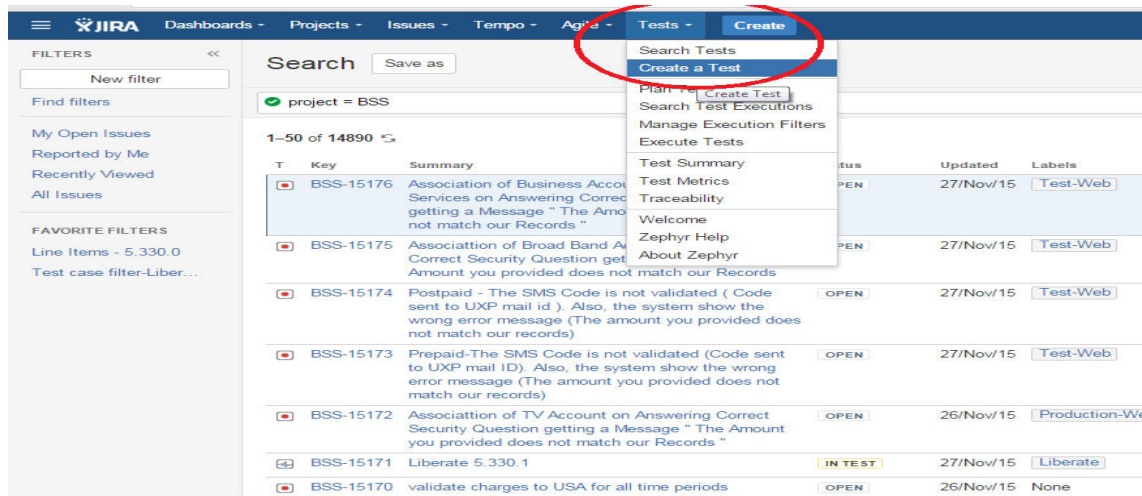 JIRA Dashboards Projects Issues Tempo Agile Tests Create
FILTERS <<
New filter
Find filters
My Open Issues
Reported by Me
Recently Viewed
All Issues
FAVORITE FILTERS
Line Items - 5.330.0
Test case filter-Liber...
Search Save as
project = BSS
1–50 of 14890
Search Tests
Create a Test
Create Test
Search Test Executions
Manage Execution Filters
Execute Tests
Test Summary
Test Metrics
Traceability
Welcome
Zephyr Help
About Zephyr
T Key Summary Updated Labels
BSS-15176 Association of Business 27/Nov/15 Test-Web
Services on Answering
getting a Message " The
not match our Records "
BSS-15175 Associattion of Broad Band 27/Nov/15 Test-Web
Correct Security Question
Amount you provided does not match our Records
BSS-15174 Postpaid - The SMS Code is not validated ( Code OPEN 27/Nov/15 Test-Web
sent to UXP mail id ). Also, the system show the
wrong error message (The amount you provided does
not match our records)
BSS-15173 Prepaid-The SMS Code is not validated (Code sent OPEN 27/Nov/15 Test-Web
to UXP mail ID). Also, the system show the wrong
error message (The amount you provided does not
match our records)
BSS-15172 Associattion of TV Account on Answering Correct OPEN 26/Nov/15 Production-We
Security Question getting a Message " The Amount
you provided does not match our Records "
BSS-15171 Liberate 5.330.1 IN TEST 27/Nov/15 Liberate
BSS-15170 validate charges to USA for all time periods OPEN 26/Nov/15 None